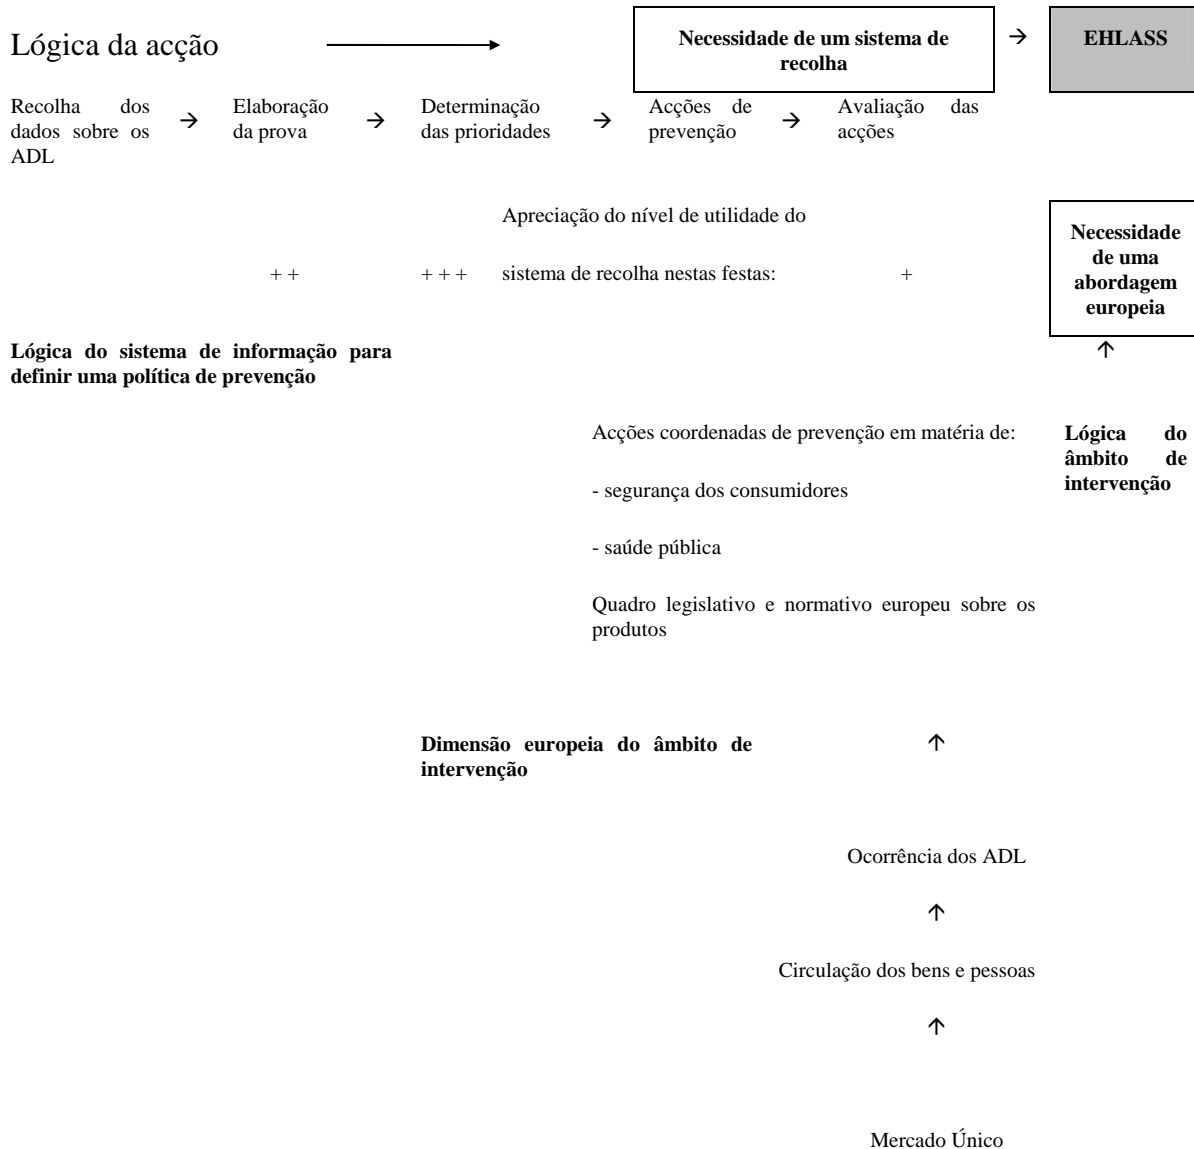 Lógica da acção
Necessidade de um sistema de
recolha
→
EHLASS
Recolha dos
dados sobre os
ADL
→
Elaboração
da prova
→
Determinação
das prioridades
→
Acções de
prevenção
→
Avaliação das
acções
Apreciação do nível de utilidade do
+ +
+ + +
sistema de recolha nestas festas:
+
Necessidade
de uma
abordagem
europeia
↑
Lógica do sistema de informação para
definir uma política de prevenção
Acções coordenadas de prevenção em matéria de:
- segurança dos consumidores
- saúde pública
Quadro legislativo e normativo europeu sobre os
produtos
Lógica do
âmbito de
intervenção
Dimensão europeia do âmbito de
intervenção
↑
Ocorrência dos ADL
↑
Circulação dos bens e pessoas
↑
Mercado Único